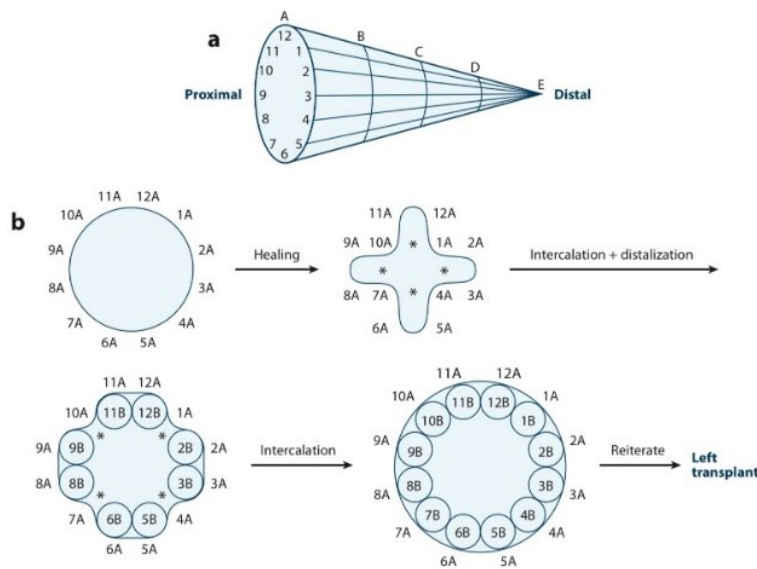 a
A
B
C
D
E
12
11 1
10 2
Proximal 9 3 Distal
8 4
7 5
6
b
11A 12A
10A 1A
9A 2A
8A 3A
7A 4A
6A 5A
Healing
11A 12A
9A 10A * 1A 2A
* *
8A 7A * 4A 3A
6A 5A
Intercalation + distalization
11A 12A
11B 12B
10A 1A
* *
9A 9B 2B 2A
8A 8B 3B 3A
* *
7A 4A
6B 5B
6A 5A
Intercalation
11A 12A
10A 11B 12B 1A
10B 1B
9A 9B 2B 2A
8A 8B 3B 3A
7B 4B
7A 6B 5B 4A
6A 5A
Reiterate
Left
transplant